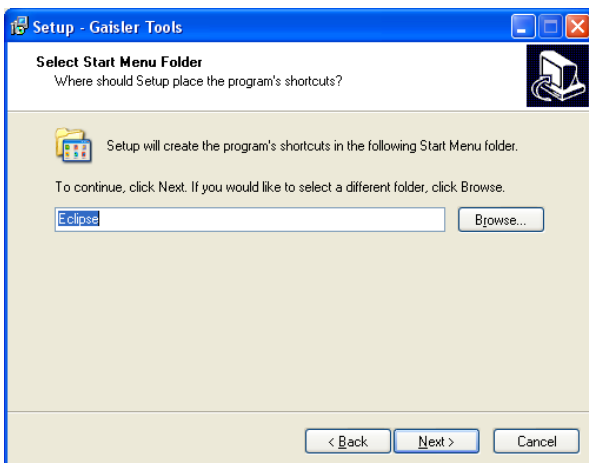 Setup - Gaisler Tools
Select Start Menu Folder
Where should Setup place the program's shortcuts?
Setup will create the program's shortcuts in the following Start Menu folder.
To continue, click Next. If you would like to select a different folder, click Browse.
Eclipse
Browse...
< Back
Next >
Cancel